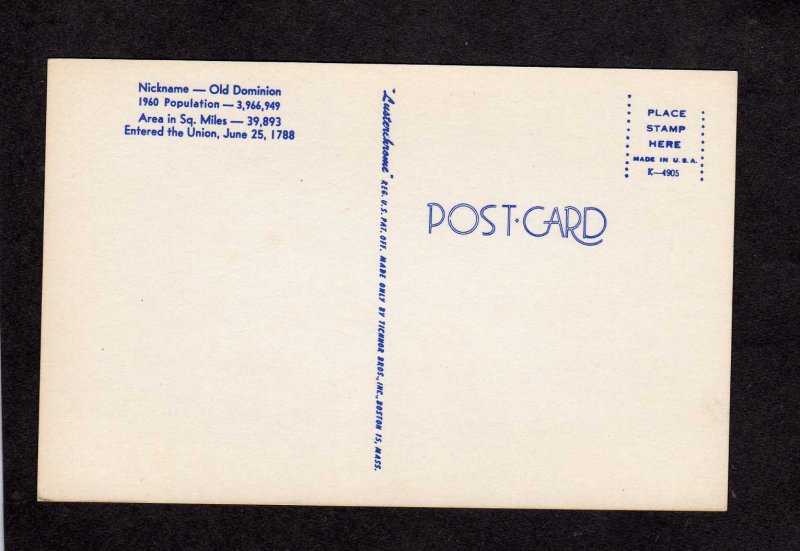 Nickname — Old Dominion
1960 Population — 3,966,949
Area in Sq. Miles — 39,893
Entered the Union, June 25, 1788
"Lusterchrome" REG. U.S. PAT. OFF. MADE ONLY BY TICHNOR BROS., INC., BOSTON 15, MASS.
PLACE
STAMP
HERE
MADE IN U.S.A.
K—4905
POST·CARD